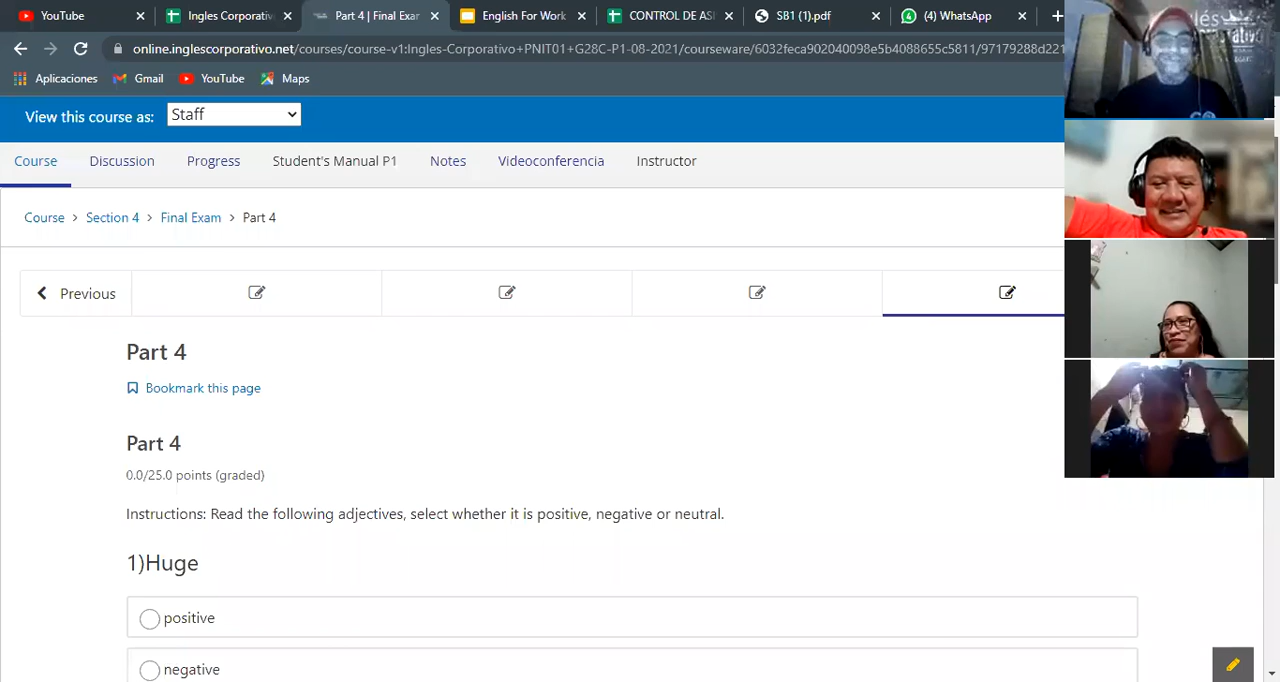 YouTube
Ingles Corporativ
Part 4 | Final Exar
English For Work
CONTROL DE ASI
SB1 (1).pdf
(4) WhatsApp
online.inglescorporativo.net/courses/course-v1:Ingles-Corporativo+PNIT01+G28C-P1-08-2021/courseware/6032feca902040098e5b4088655c5811/97179288d221
Aplicaciones
Gmail
YouTube
Maps
View this course as:
Staff
Course
Discussion
Progress
Student's Manual P1
Notes
Videoconferencia
Instructor
Course > Section 4 > Final Exam > Part 4
Previous
Part 4
Bookmark this page
Part 4
0.0/25.0 points (graded)
Instructions: Read the following adjectives, select whether it is positive, negative or neutral.
1)Huge
positive
negative